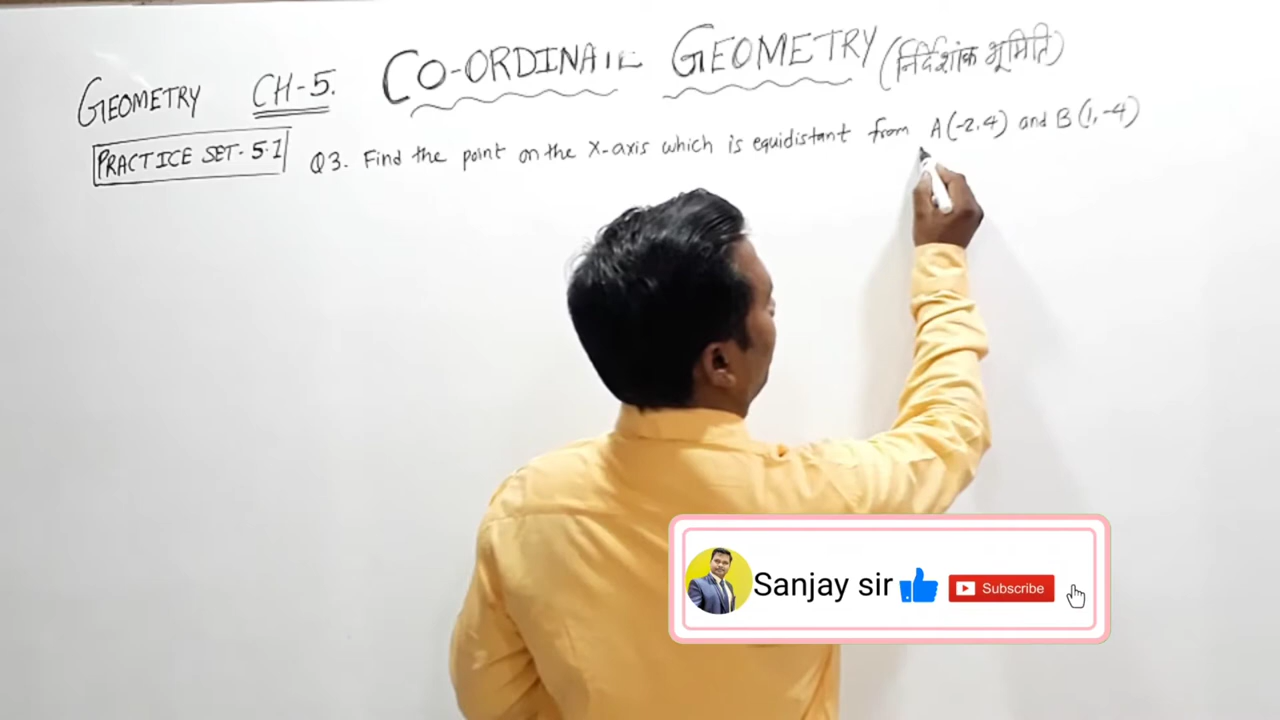 GEOMETRY CH-5. CO-ORDINATE GEOMETRY (निर्देशांक भूमिति)
PRACTICE SET-5.1 Q3. Find the point on the X-axis which is equidistant from A(-2,4) and B(1,-4)
Sanjay sir Subscribe